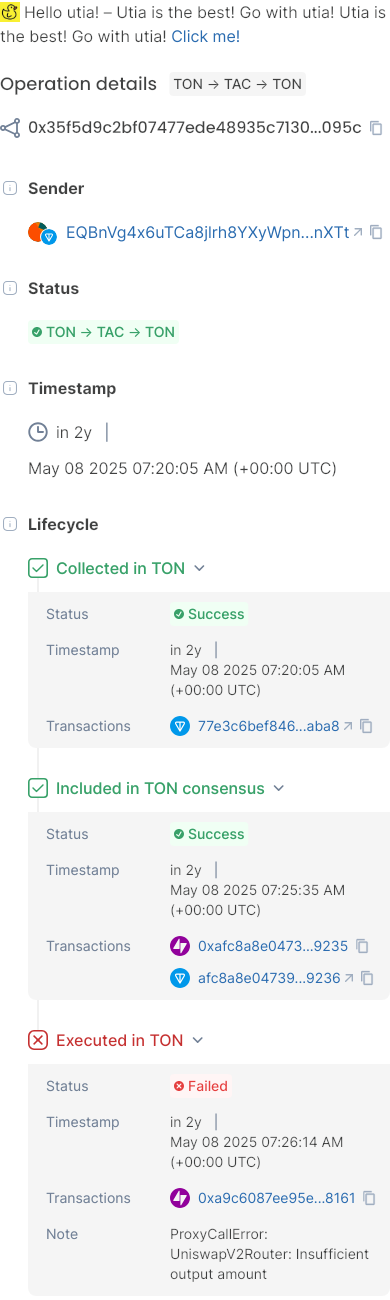 Hello utia! – Utia is the best! Go with utia! Utia is
the best! Go with utia! Click me!
Operation details TON → TAC → TON
0x35f5d9c2bf07477ede48935c7130...095c
Sender
EQBnVg4x6uTCa8jlrh8YXyWpn...nXTt
Status
TON → TAC → TON
Timestamp
in 2y |
May 08 2025 07:20:05 AM (+00:00 UTC)
Lifecycle
Collected in TON
Status Success
Timestamp in 2y |
May 08 2025 07:20:05 AM
(+00:00 UTC)
Transactions 77e3c6bef846...aba8
Included in TON consensus
Status Success
Timestamp in 2y |
May 08 2025 07:25:35 AM
(+00:00 UTC)
Transactions 0xafc8a8e0473...9235
afc8a8e04739...9236
Executed in TON
Status Failed
Timestamp in 2y |
May 08 2025 07:26:14 AM
(+00:00 UTC)
Transactions 0xa9c6087ee95e...8161
Note ProxyCallError:
UniswapV2Router: Insufficient
output amount